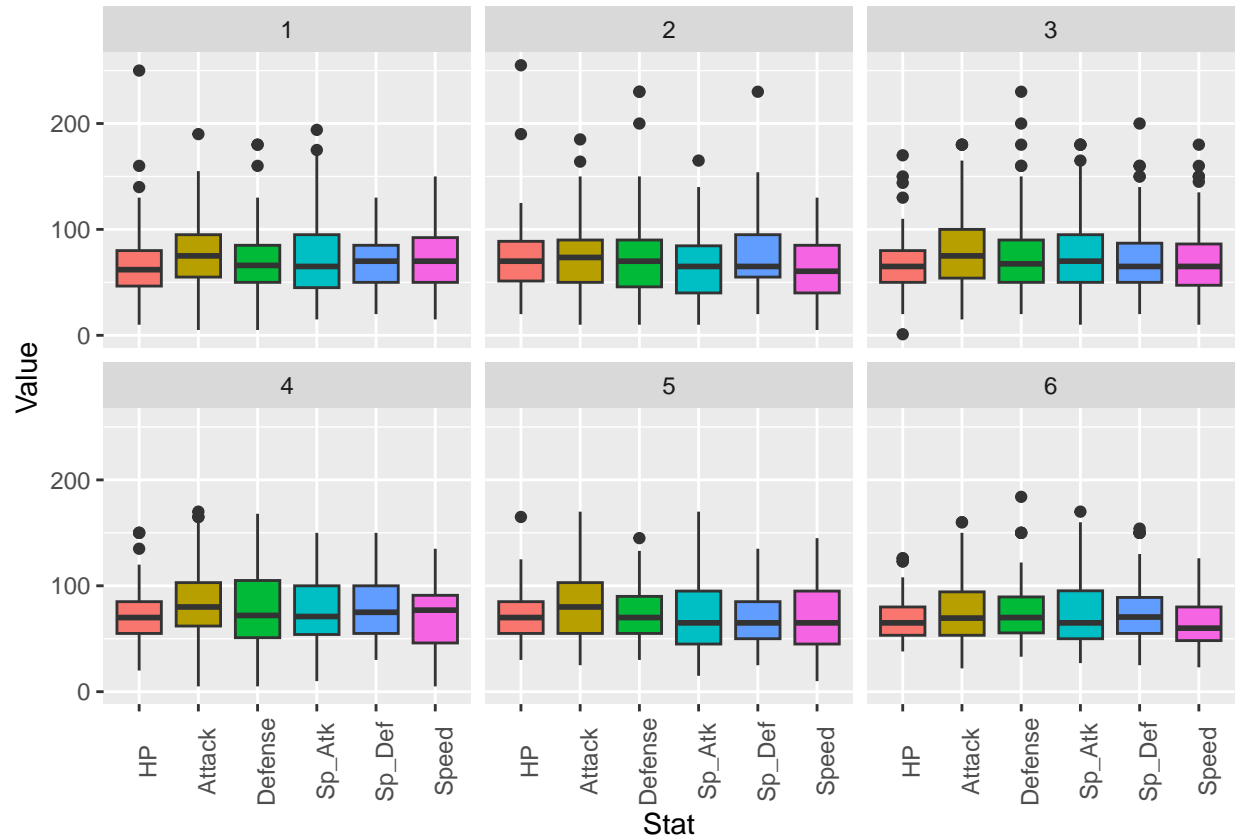 1 2 3
200
100
0
4 5 6
200
100
0
Value
HP Attack Defense Sp_Atk Sp_Def Speed HP Attack Defense Sp_Atk Sp_Def Speed HP Attack Defense Sp_Atk Sp_Def Speed
Stat